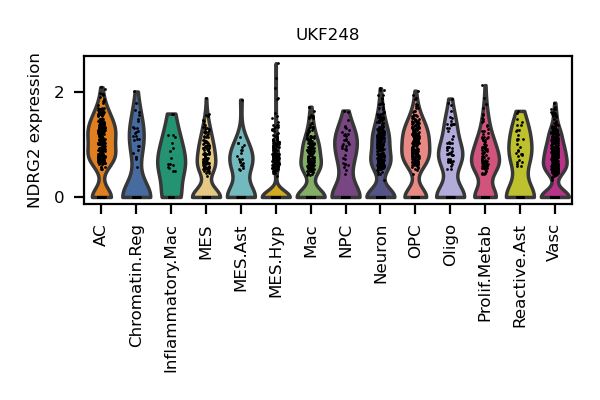 UKF248
NDRG2 expression
2
0
AC
Chromatin.Reg
Inflammatory.Mac
MES
MES.Ast
MES.Hyp
Mac
NPC
Neuron
OPC
Oligo
Prolif.Metab
Reactive.Ast
Vasc